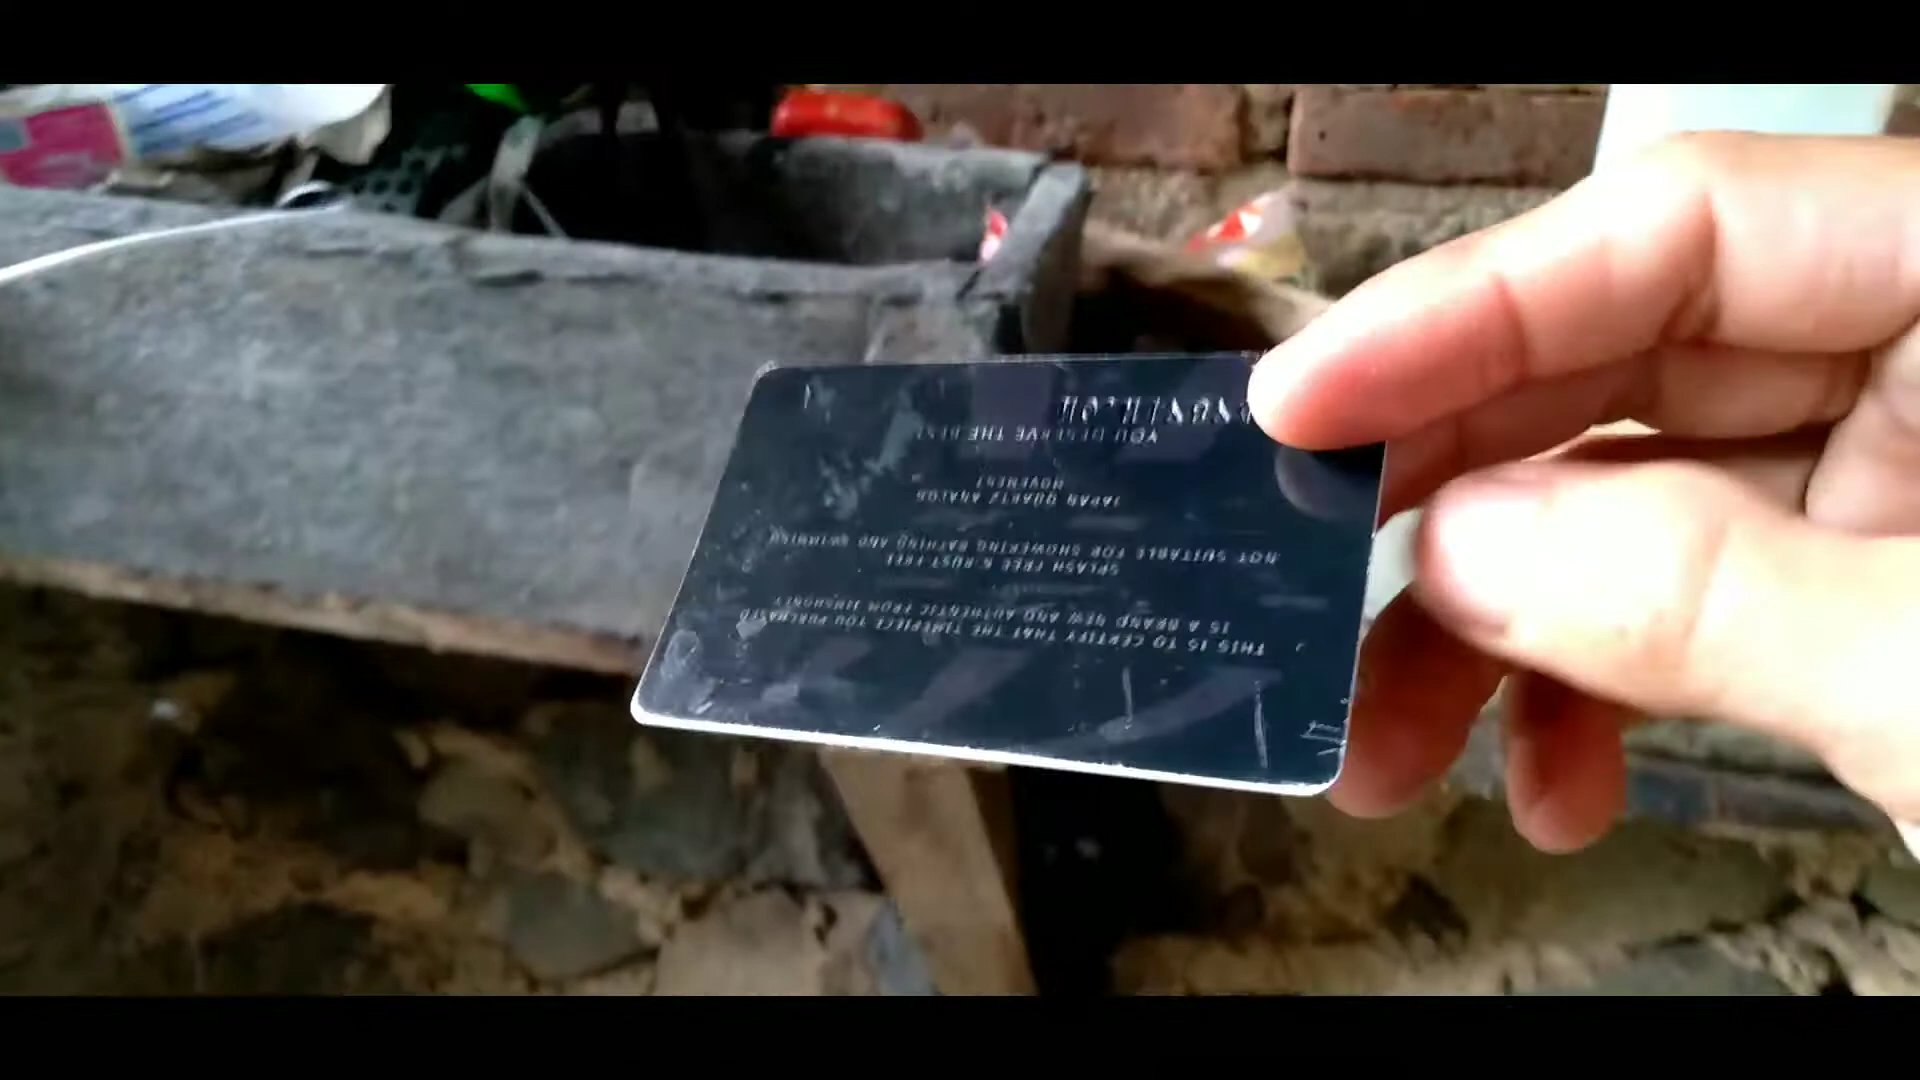 THIS IS TO CERTIFY THAT THE TIMEPIECE YOU PURCHASED
IS A BRAND NEW AND AUTHENTIC FROM JIMSHONEY
SPLASH FREE & RUST FREE
NOT SUITABLE FOR SHOWERING BATHING AND SWIMMING
JAPAN QUARTZ ANALOG
MOVEMENT
YOU DESERVE THE BEST